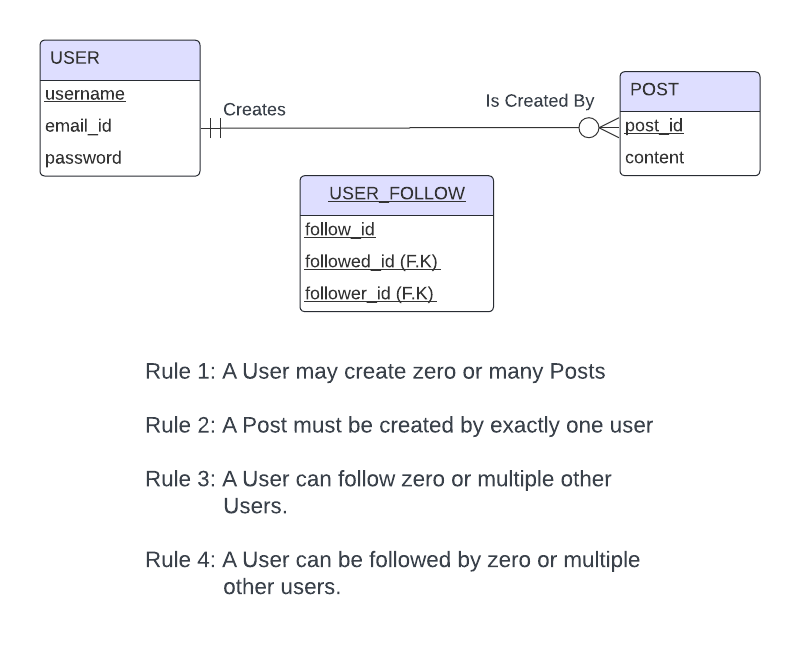 USER
username
email_id
password
Creates
Is Created By
POST
post_id
content
USER_FOLLOW
follow_id
followed_id (F.K)
follower_id (F.K)
Rule 1: A User may create zero or many Posts
Rule 2: A Post must be created by exactly one user
Rule 3: A User can follow zero or multiple other
Users.
Rule 4: A User can be followed by zero or multiple
other users.